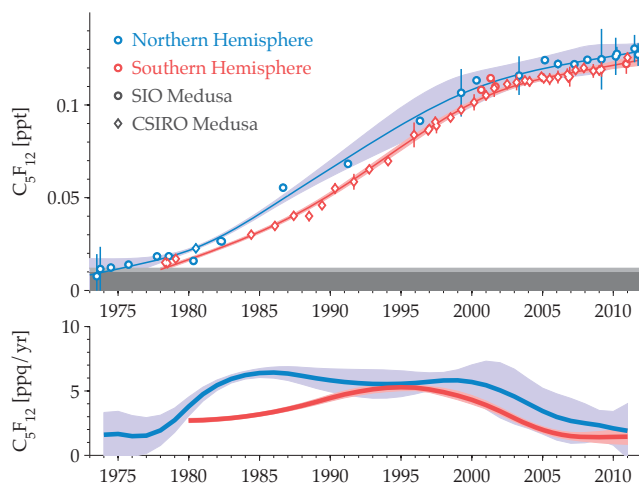 Northern Hemisphere
Southern Hemisphere
SIO Medusa
CSIRO Medusa
C₅F₁₂ [ppt]
0.1
0.05
0
1975 1980 1985 1990 1995 2000 2005 2010
C₅F₁₂ [ppq/yr]
10
5
0
1975 1980 1985 1990 1995 2000 2005 2010